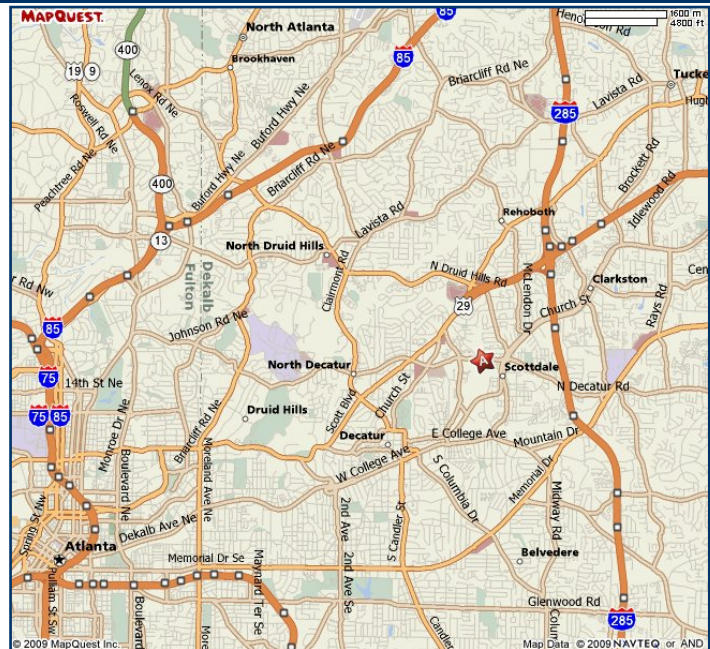 MAPQUEST.
1600 m
4800 ft
85
400
North Atlanta
19 9
Brookhaven
85
Briarcliff Rd Ne
Lavista Rd
Lenox Rd Ne
Roswell Rd Ne
Buford Hwy Ne
285
Peachtree Rd Ne
Buford Hwy Ne
Briarcliff Rd Ne
Brockett Rd
Idlewood Rd
400
Lavista Rd
Rehoboth
13
North Druid Hills
Clairmont Rd
N Druid Hills Rd
McLendon Dr
Clarkston
Dekalb
Fulton
29
Church St
Rays Rd
85
Johnson Rd Ne
A
75
14th St Ne
North Decatur
Scottdale
N Decatur Rd
75 85
Druid Hills
Scott Blvd
Church St
Monroe Dr Ne
Briarcliff Rd Ne
Decatur
E College Ave
Mountain Dr
Boulevard Ne
Moreland Ave Ne
W College Ave
S Columbia Dr
Memorial Dr
Spring St Nw
Dekalb Ave Ne
2nd Ave
S Candler St
Midway Rd
Atlanta
Memorial Dr Se
Belvedere
Pulliam St Sw
Maynard Ter Se
2nd Ave Se
Glenwood Rd
285
© 2009 MapQuest Inc.
Map Data © 2009 NAVTEQ or AND